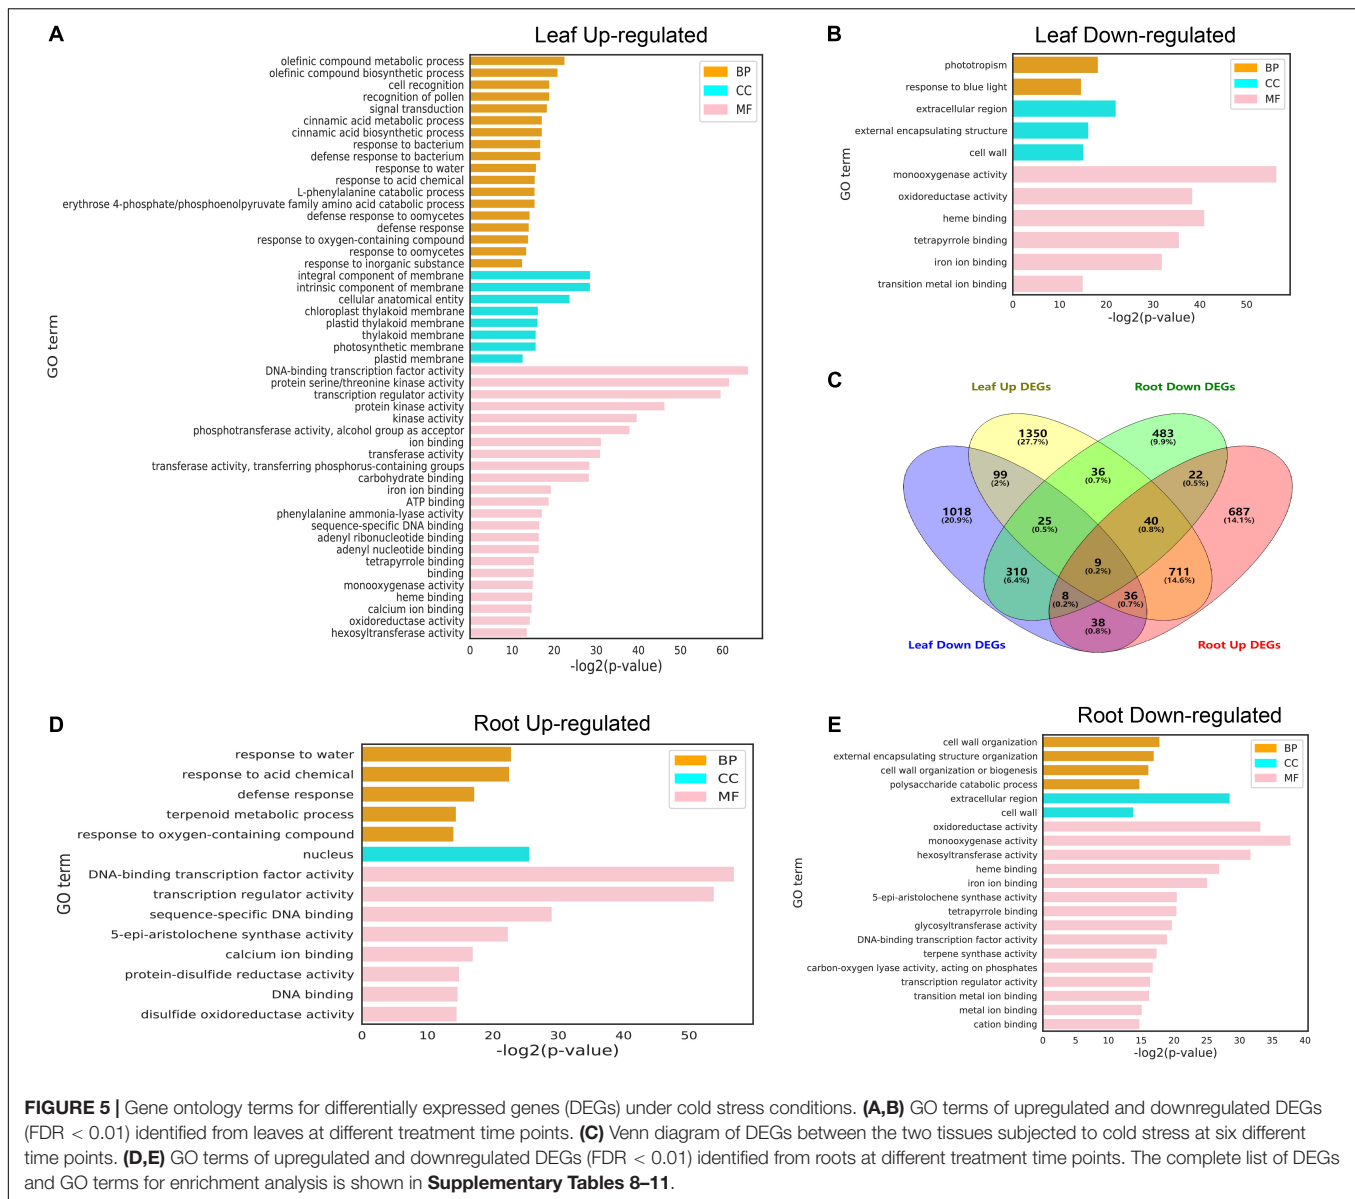 A
Leaf Up-regulated
GO term
olefinic compound metabolic process
olefinic compound biosynthetic process
cell recognition
recognition of pollen
signal transduction
cinnamic acid metabolic process
cinnamic acid biosynthetic process
response to bacterium
defense response to bacterium
response to water
response to acid chemical
L-phenylalanine catabolic process
erythrose 4-phosphate/phosphoenolpyruvate family amino acid catabolic process
defense response to oomycetes
defense response
response to oxygen-containing compound
response to oomycetes
response to inorganic substance
integral component of membrane
intrinsic component of membrane
cellular anatomical entity
chloroplast thylakoid membrane
plastid thylakoid membrane
thylakoid membrane
photosynthetic membrane
plastid membrane
DNA-binding transcription factor activity
protein serine/threonine kinase activity
transcription regulator activity
protein kinase activity
kinase activity
phosphotransferase activity, alcohol group as acceptor
ion binding
transferase activity
transferase activity, transferring phosphorus-containing groups
carbohydrate binding
iron ion binding
ATP binding
phenylalanine ammonia-lyase activity
sequence-specific DNA binding
adenyl ribonucleotide binding
adenyl nucleotide binding
tetrapyrrole binding
binding
monooxygenase activity
heme binding
calcium ion binding
oxidoreductase activity
hexosyltransferase activity
BP
CC
MF
0 10 20 30 40 50 60
-log2(p-value)
B
Leaf Down-regulated
GO term
phototropism
response to blue light
extracellular region
external encapsulating structure
cell wall
monooxygenase activity
oxidoreductase activity
heme binding
tetrapyrrole binding
iron ion binding
transition metal ion binding
BP
CC
MF
0 10 20 30 40 50
-log2(p-value)
C
Leaf Up DEGs
Root Down DEGs
1350
(27.7%)
483
(9.9%)
99
(2%)
36
(0.7%)
22
(0.5%)
1018
(20.9%)
25
(0.5%)
40
(0.8%)
687
(14.1%)
310
(6.4%)
9
(0.2%)
711
(14.6%)
8
(0.2%)
36
(0.7%)
38
(0.8%)
Leaf Down DEGs
Root Up DEGs
D
Root Up-regulated
GO term
response to water
response to acid chemical
defense response
terpenoid metabolic process
response to oxygen-containing compound
nucleus
DNA-binding transcription factor activity
transcription regulator activity
sequence-specific DNA binding
5-epi-aristolochene synthase activity
calcium ion binding
protein-disulfide reductase activity
DNA binding
disulfide oxidoreductase activity
BP
CC
MF
0 10 20 30 40 50
-log2(p-value)
E
Root Down-regulated
GO term
cell wall organization
external encapsulating structure organization
cell wall organization or biogenesis
polysaccharide catabolic process
extracellular region
cell wall
oxidoreductase activity
monooxygenase activity
hexosyltransferase activity
heme binding
iron ion binding
5-epi-aristolochene synthase activity
tetrapyrrole binding
glycosyltransferase activity
DNA-binding transcription factor activity
terpene synthase activity
carbon-oxygen lyase activity, acting on phosphates
transcription regulator activity
transition metal ion binding
metal ion binding
cation binding
BP
CC
MF
0 5 10 15 20 25 30 35 40
-log2(p-value)
FIGURE 5 | Gene ontology terms for differentially expressed genes (DEGs) under cold stress conditions. (A,B) GO terms of upregulated and downregulated DEGs
(FDR < 0.01) identified from leaves at different treatment time points. (C) Venn diagram of DEGs between the two tissues subjected to cold stress at six different
time points. (D,E) GO terms of upregulated and downregulated DEGs (FDR < 0.01) identified from roots at different treatment time points. The complete list of DEGs
and GO terms for enrichment analysis is shown in Supplementary Tables 8–11.